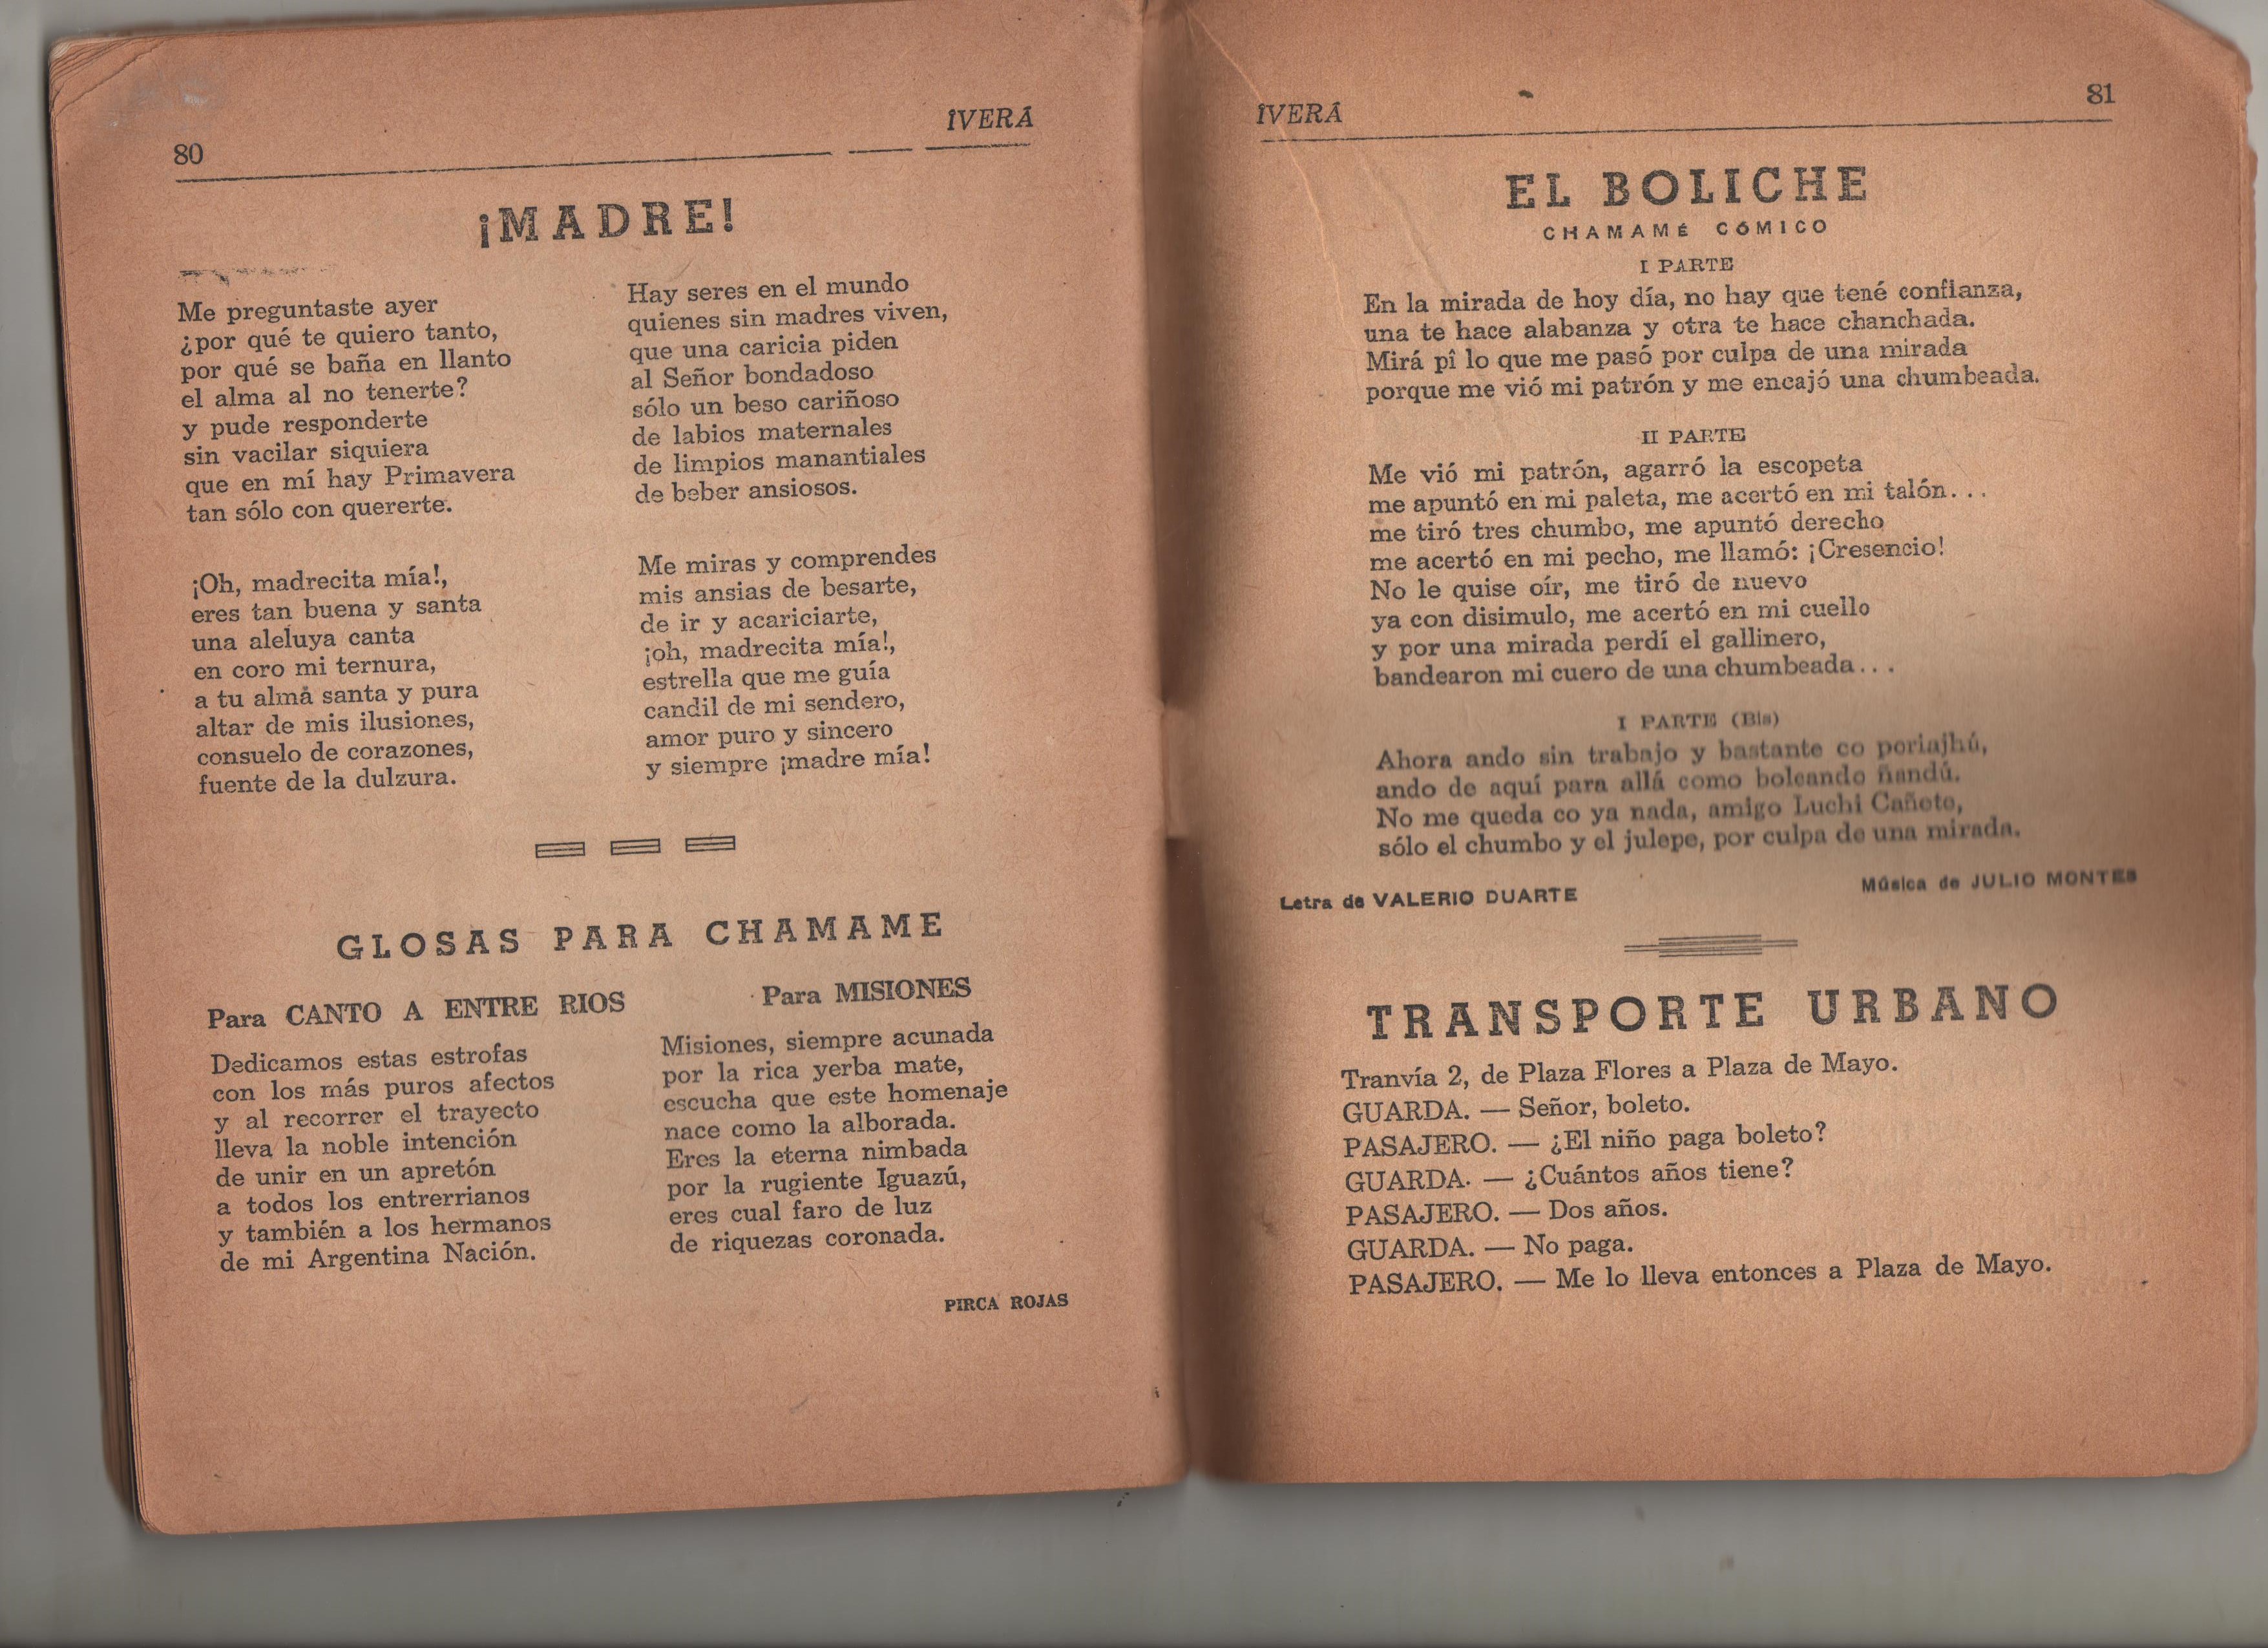 80
ÎVERÁ
¡MADRE!
Me preguntaste ayer
¿por qué te quiero tanto,
por qué se baña en llanto
el alma al no tenerte?
y pude responderte
sin vacilar siquiera
que en mí hay Primavera
tan sólo con quererte.
¡Oh, madrecita mía!,
eres tan buena y santa
una aleluya canta
en coro mi ternura,
a tu alma santa y pura
altar de mis ilusiones,
consuelo de corazones,
fuente de la dulzura.
Hay seres en el mundo
quienes sin madres viven,
que una caricia piden
al Señor bondadoso
sólo un beso cariñoso
de labios maternales
de limpios manantiales
de beber ansiosos.
Me miras y comprendes
mis ansias de besarte,
de ir y acariciarte,
¡oh, madrecita mía!,
estrella que me guía
candil de mi sendero,
amor puro y sincero
y siempre ¡madre mía!
GLOSAS PARA CHAMAME
Para CANTO A ENTRE RIOS
Dedicamos estas estrofas
con los más puros afectos
y al recorrer el trayecto
lleva la noble intención
de unir en un apretón
a todos los entrerrianos
y también a los hermanos
de mi Argentina Nación.
Para MISIONES
Misiones, siempre acunada
por la rica yerba mate,
escucha que este homenaje
nace como la alborada.
Eres la eterna nimbada
por la rugiente Iguazú,
eres cual faro de luz
de riquezas coronada.
PIRCA ROJAS
ÎVERÁ
81
EL BOLICHE
CHAMAMÉ CÓMICO
I PARTE
En la mirada de hoy día, no hay que tené confianza,
una te hace alabanza y otra te hace chanchada.
Mirá pî lo que me pasó por culpa de una mirada
porque me vió mi patrón y me encajó una chumbeada.
II PARTE
Me vió mi patrón, agarró la escopeta
me apuntó en mi paleta, me acertó en mi talón...
me tiró tres chumbo, me apuntó derecho
me acertó en mi pecho, me llamó: ¡Cresencio!
No le quise oír, me tiró de nuevo
ya con disimulo, me acertó en mi cuello
y por una mirada perdí el gallinero,
bandearon mi cuero de una chumbeada...
I PARTE (Bis)
Ahora ando sin trabajo y bastante co poriajhú,
ando de aquí para allá como boleando ñandú.
No me queda co ya nada, amigo Luchi Cañete,
sólo el chumbo y el julepe, por culpa de una mirada.
Letra de VALERIO DUARTE
Música de JULIO MONTES
TRANSPORTE URBANO
Tranvía 2, de Plaza Flores a Plaza de Mayo.
GUARDA. — Señor, boleto.
PASAJERO. — ¿El niño paga boleto?
GUARDA. — ¿Cuántos años tiene?
PASAJERO. — Dos años.
GUARDA. — No paga.
PASAJERO. — Me lo lleva entonces a Plaza de Mayo.